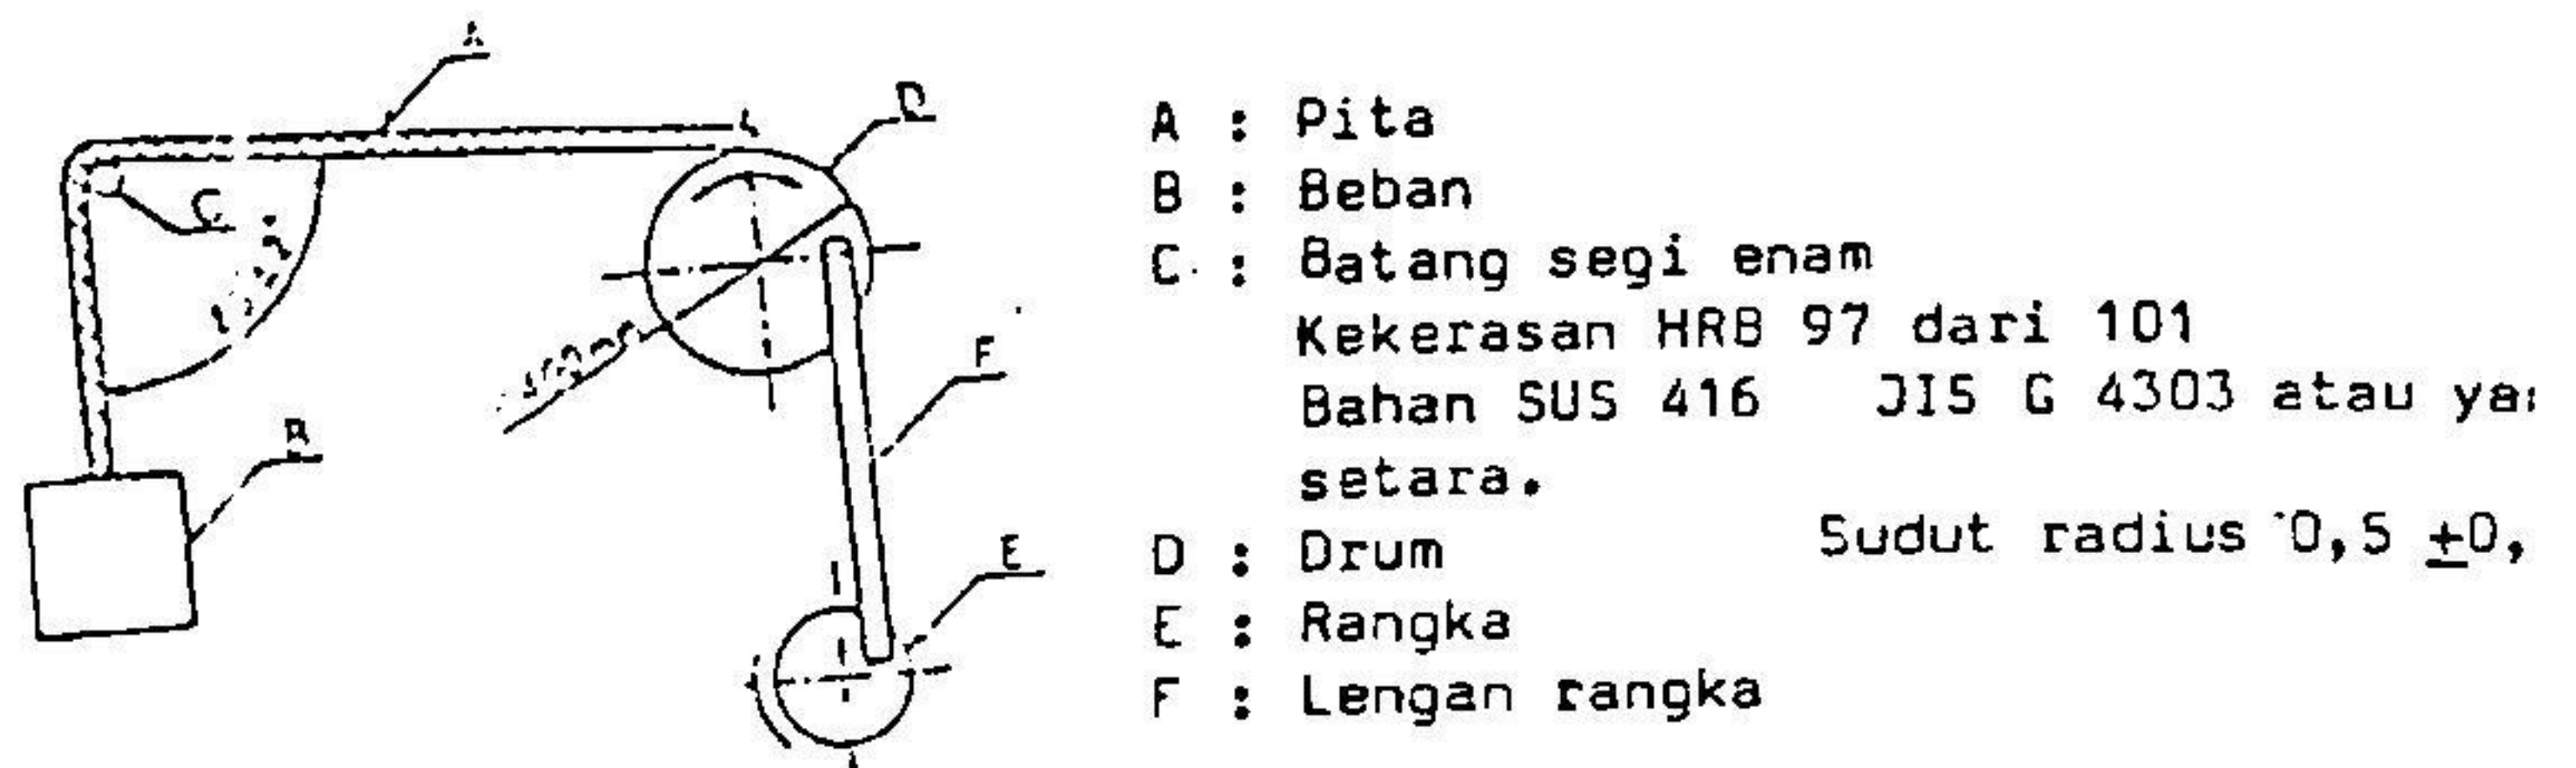 A
D
C
F
B
E
A : Pita
B : Beban
C : Batang segi enam
Kekerasan HRB 97 dari 101
Bahan SUS 416 JIS G 4303 atau
setara.
D : Drum Sudut radius 0,5 ±0,
E : Rangka
F : Lengan rangka